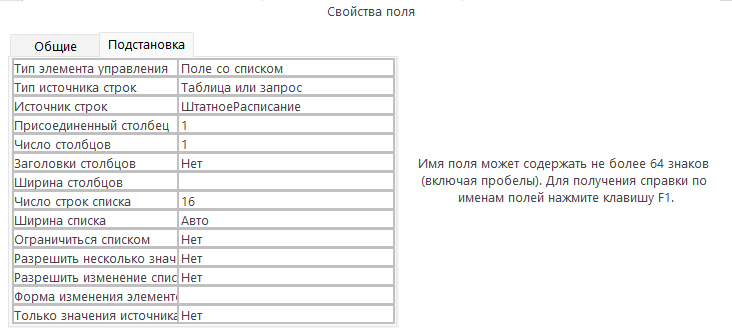 Свойства поля
Общие Подстановка
Тип элемента управления Поле со списком
Тип источника строк Таблица или запрос
Источник строк ШтатноеРасписание
Присоединенный столбец 1
Число столбцов 1
Заголовки столбцов Нет
Ширина столбцов
Число строк списка 16
Ширина списка Авто
Ограничиться списком Нет
Разрешить несколько знач Нет
Разрешить изменение спис Нет
Форма изменения элемент
Только значения источника Нет
Имя поля может содержать не более 64 знаков
(включая пробелы). Для получения справки по
именам полей нажмите клавишу F1.